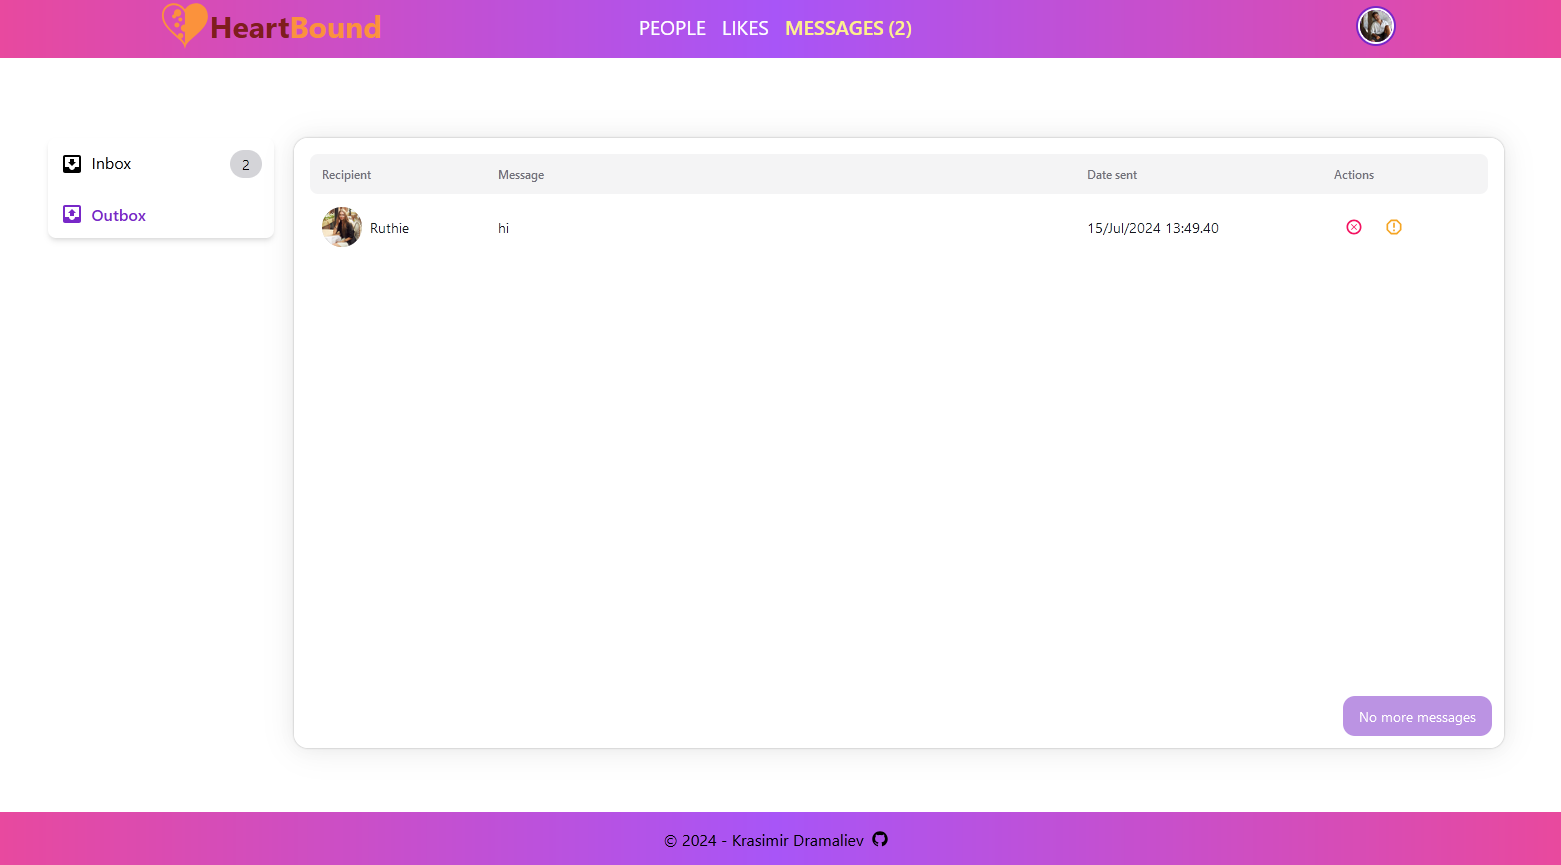 HeartBound PEOPLE LIKES MESSAGES (2)
Inbox 2
Outbox
Recipient Message Date sent Actions
Ruthie hi 15/Jul/2024 13:49.40
No more messages
© 2024 - Krasimir Dramaliev